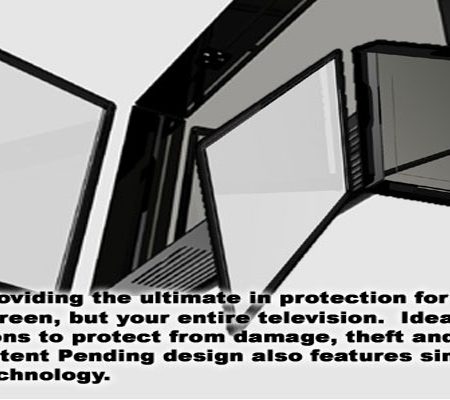 oviding the ultimate in protection for
reen, but your entire television. Idea
ons to protect from damage, theft and
tent Pending design also features sim
chnology.